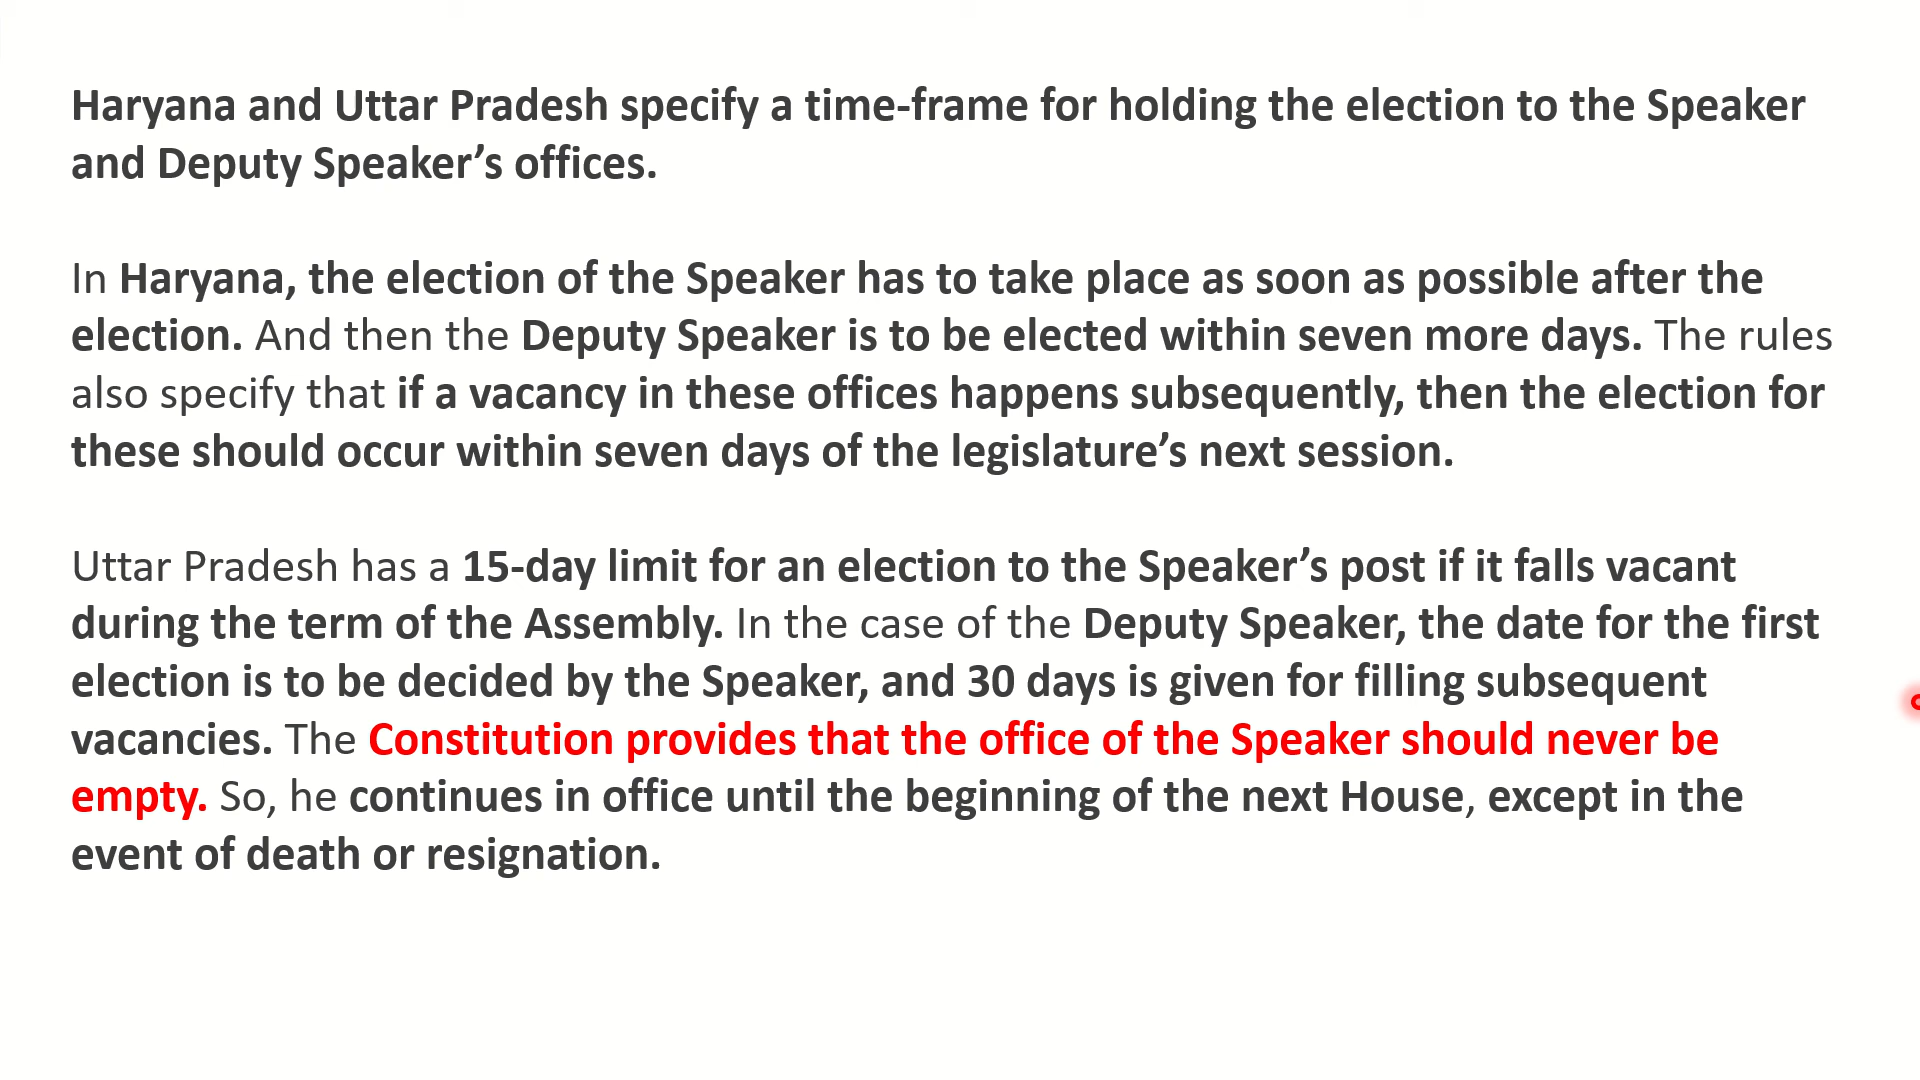 Haryana and Uttar Pradesh specify a time-frame for holding the election to the Speaker
and Deputy Speaker’s offices.
In Haryana, the election of the Speaker has to take place as soon as possible after the
election. And then the Deputy Speaker is to be elected within seven more days. The rules
also specify that if a vacancy in these offices happens subsequently, then the election for
these should occur within seven days of the legislature’s next session.
Uttar Pradesh has a 15-day limit for an election to the Speaker’s post if it falls vacant
during the term of the Assembly. In the case of the Deputy Speaker, the date for the first
election is to be decided by the Speaker, and 30 days is given for filling subsequent
vacancies. The Constitution provides that the office of the Speaker should never be
empty. So, he continues in office until the beginning of the next House, except in the
event of death or resignation.